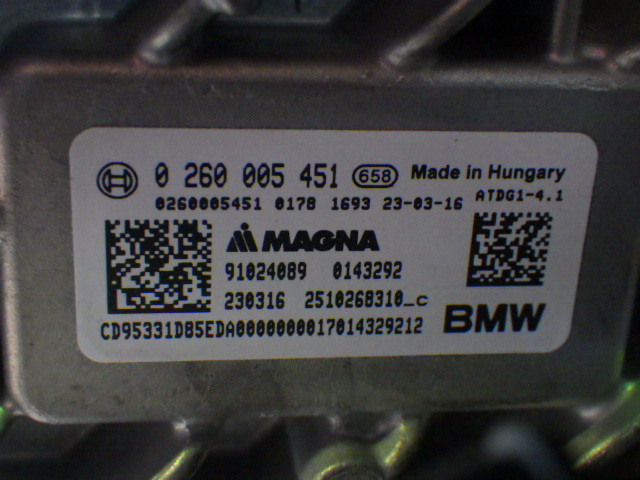 0 260 005 451 658 Made in Hungary
0260005451 0178 1693 23-03-16 ATDG1-4.1
MAGNA
91024089 0143292
230316 2510268310_c
CD95331D85EDA0000000017014329212 BMW